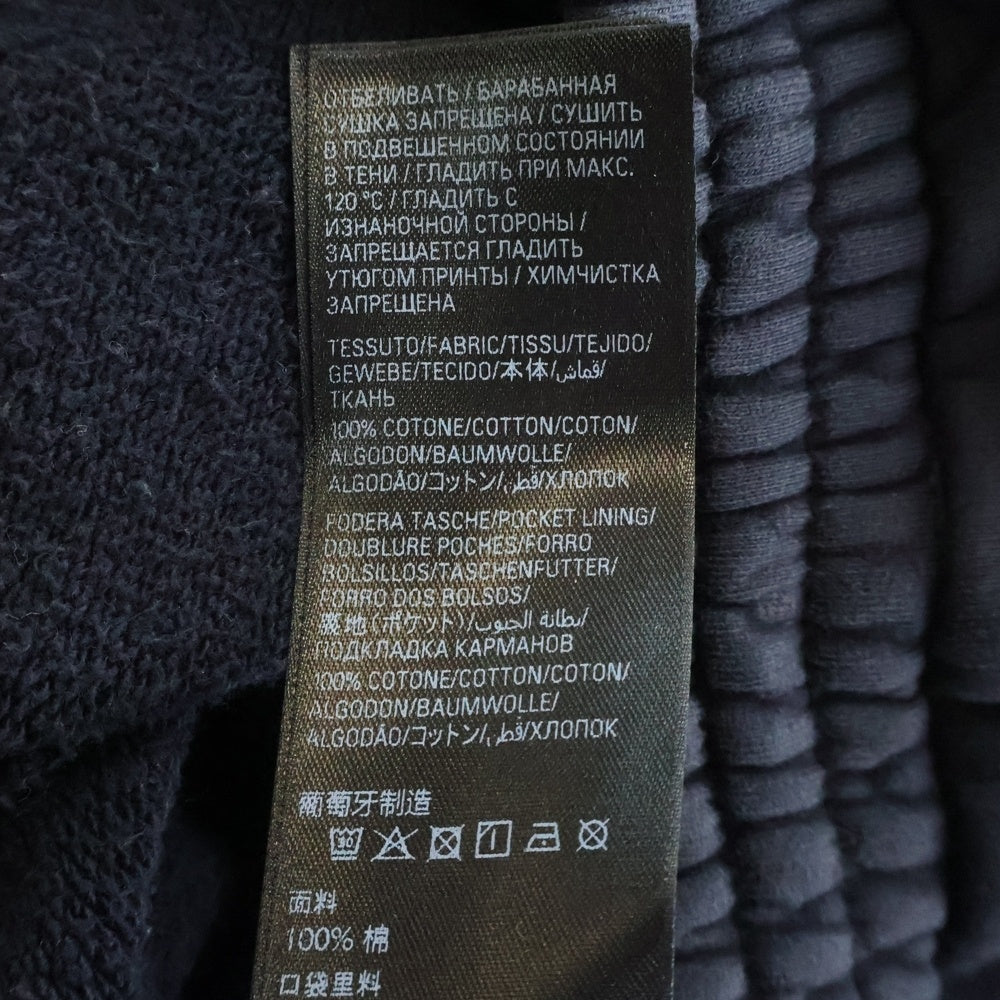 ОТБЕЛИВАТЬ / БАРАБАННАЯ
СУШКА ЗАПРЕЩЕНА / СУШИТЬ
В ПОДВЕШЕННОМ СОСТОЯНИИ
В ТЕНИ / ГЛАДИТЬ ПРИ МАКС.
120 °C / ГЛАДИТЬ С
ИЗНАНОЧНОЙ СТОРОНЫ /
ЗАПРЕЩАЕТСЯ ГЛАДИТЬ
УТЮГОМ ПРИНТЫ / ХИМЧИСТКА
ЗАПРЕЩЕНА
TESSUTO/FABRIC/TISSU/TEJIDO/
GEWEBE/TECIDO/本体/قماش/
ТКАНЬ
100% COTONE/COTTON/COTON/
ALGODON/BAUMWOLLE/
ALGODÃO/コットン/قطن/ХЛОПОК
FODERA TASCHE/POCKET LINING/
DOUBLURE POCHES/FORRO
BOLSILLOS/TASCHENFUTTER/
FORRO DOS BOLSOS/
裏地(ポケット)/بطانة الجيوب/
ПОДКЛАДКА КАРМАНОВ
100% COTONE/COTTON/COTON/
ALGODON/BAUMWOLLE/
ALGODÃO/コットン/قطن/ХЛОПОК
葡萄牙制造
30
面料
100% 棉
口袋里料